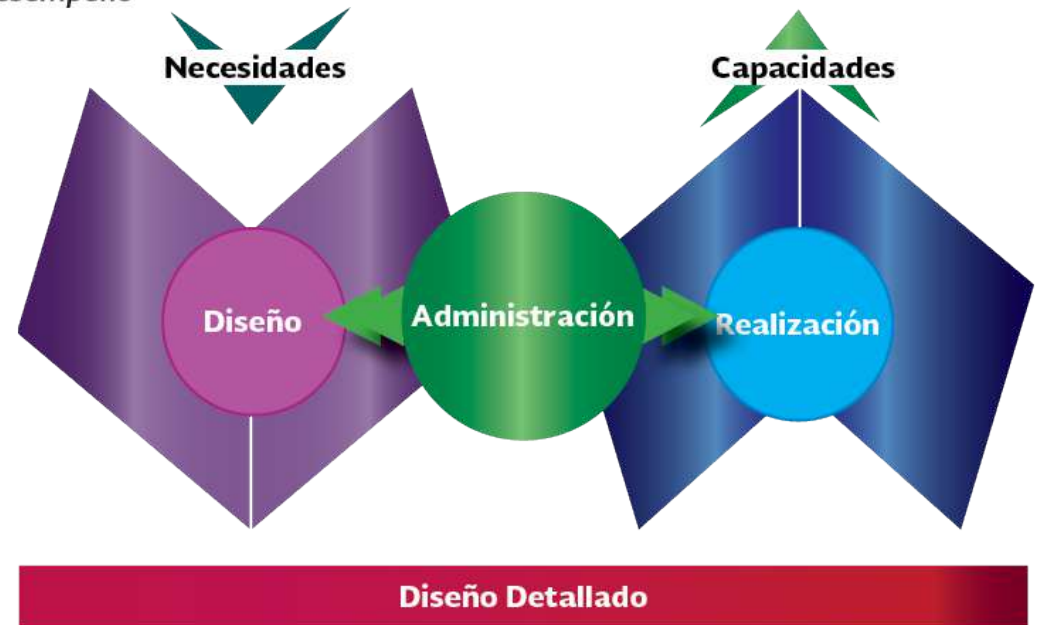 Necesidades
Capacidades
Diseño
Administración
Realización
Diseño Detallado